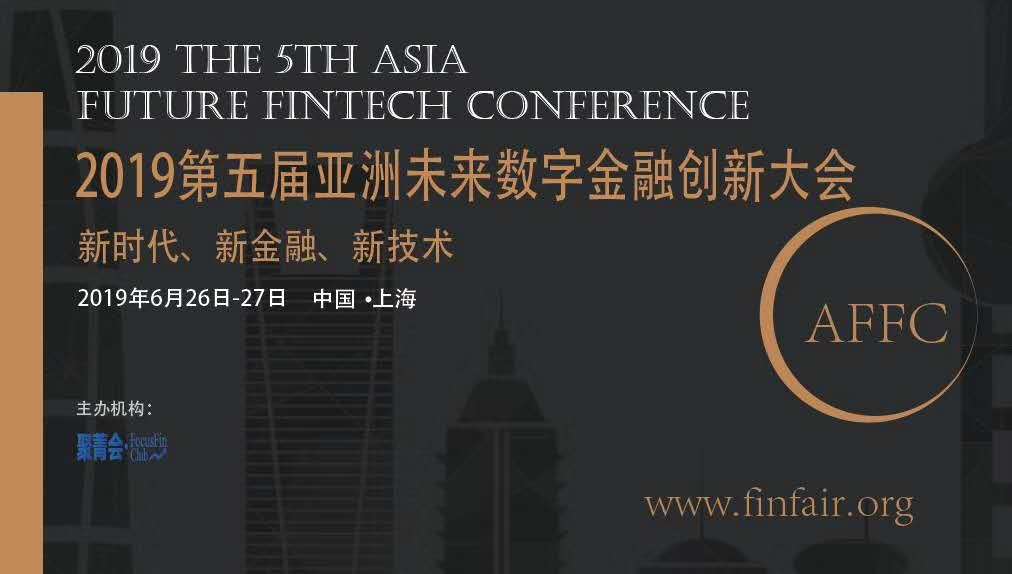 2019 THE 5TH ASIA
FUTURE FINTECH CONFERENCE
2019第五届亚洲未来数字金融创新大会
新时代、新金融、新技术
2019年6月26日-27日 中国 •上海
AFFC
主办机构：
聚菁会·FocusFin
Club
www.finfair.org